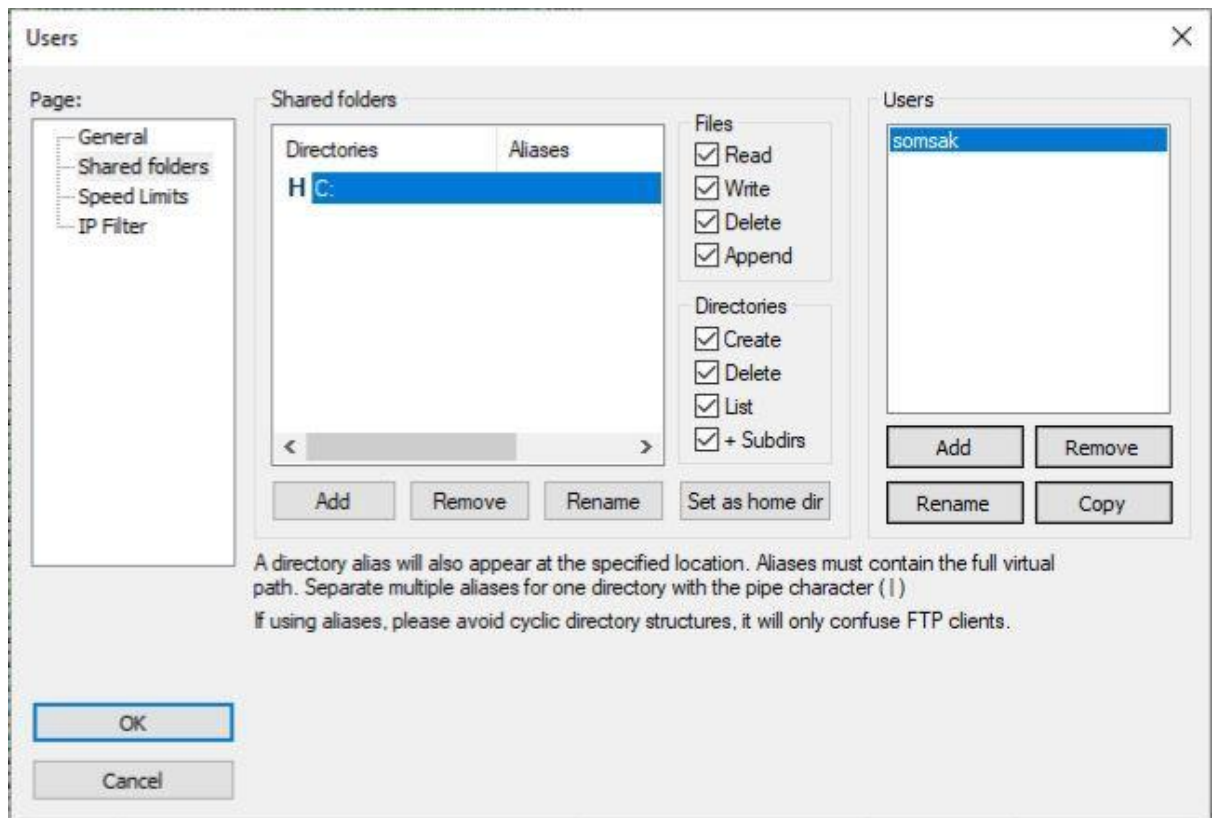 Users
Page:
General
Shared folders
Speed Limits
IP Filter
Shared folders
Directories Aliases
H C:
Files
Read
Write
Delete
Append
Directories
Create
Delete
List
+ Subdirs
Add Remove Rename Set as home dir
Users
somsak
Add Remove
Rename Copy
A directory alias will also appear at the specified location. Aliases must contain the full virtual
path. Separate multiple aliases for one directory with the pipe character (|)
If using aliases, please avoid cyclic directory structures, it will only confuse FTP clients.
OK
Cancel